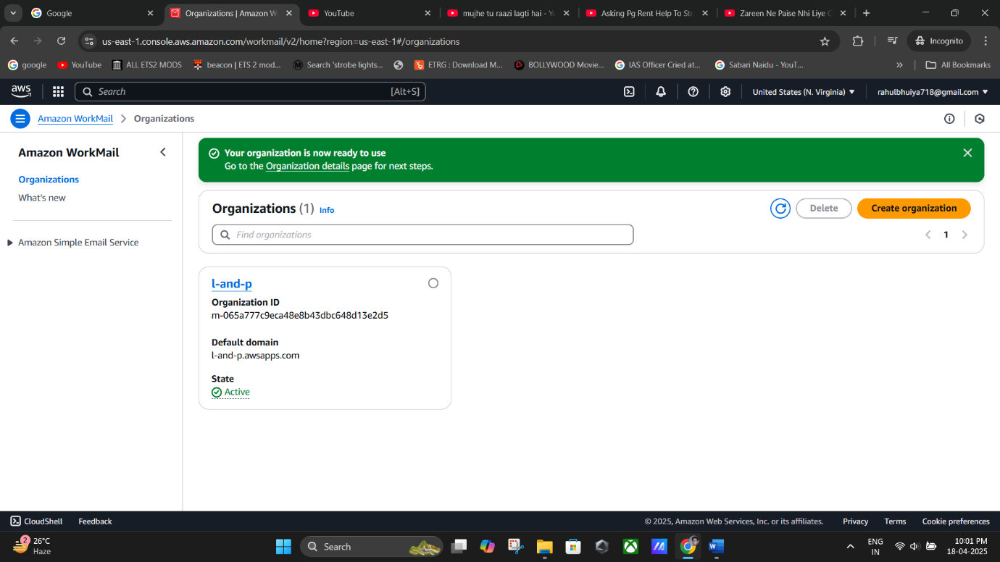 Google
Organizations | Amazon W
YouTube
mujhe tu raazi lagti hai - Yo
Asking Pg Rent Help To Str
Zareen Ne Paise Nhi Liye
us-east-1.console.aws.amazon.com/workmail/v2/home?region=us-east-1#/organizations
Incognito
google
YouTube
ALL ETS2 MODS
beacon | ETS 2 mod...
Search 'strobe lights...
ETRG : Download M...
BOLLYWOOD Movie...
IAS Officer Cried at...
Sabari Naidu - YouT...
All Bookmarks
aws
Search
[Alt+S]
United States (N. Virginia)
rahulbhuiya718@gmail.com
Amazon WorkMail
Organizations
Amazon WorkMail
Organizations
What's new
Amazon Simple Email Service
Your organization is now ready to use
Go to the Organization details page for next steps.
Organizations (1) Info
Delete
Create organization
Find organizations
1
l-and-p
Organization ID
m-065a777c9eca48e8b43dbc648d13e2d5
Default domain
l-and-p.awsapps.com
State
Active
CloudShell
Feedback
© 2025, Amazon Web Services, Inc. or its affiliates.
Privacy
Terms
Cookie preferences
2
26°C
Haze
Search
ENG
IN
10:01 PM
18-04-2025